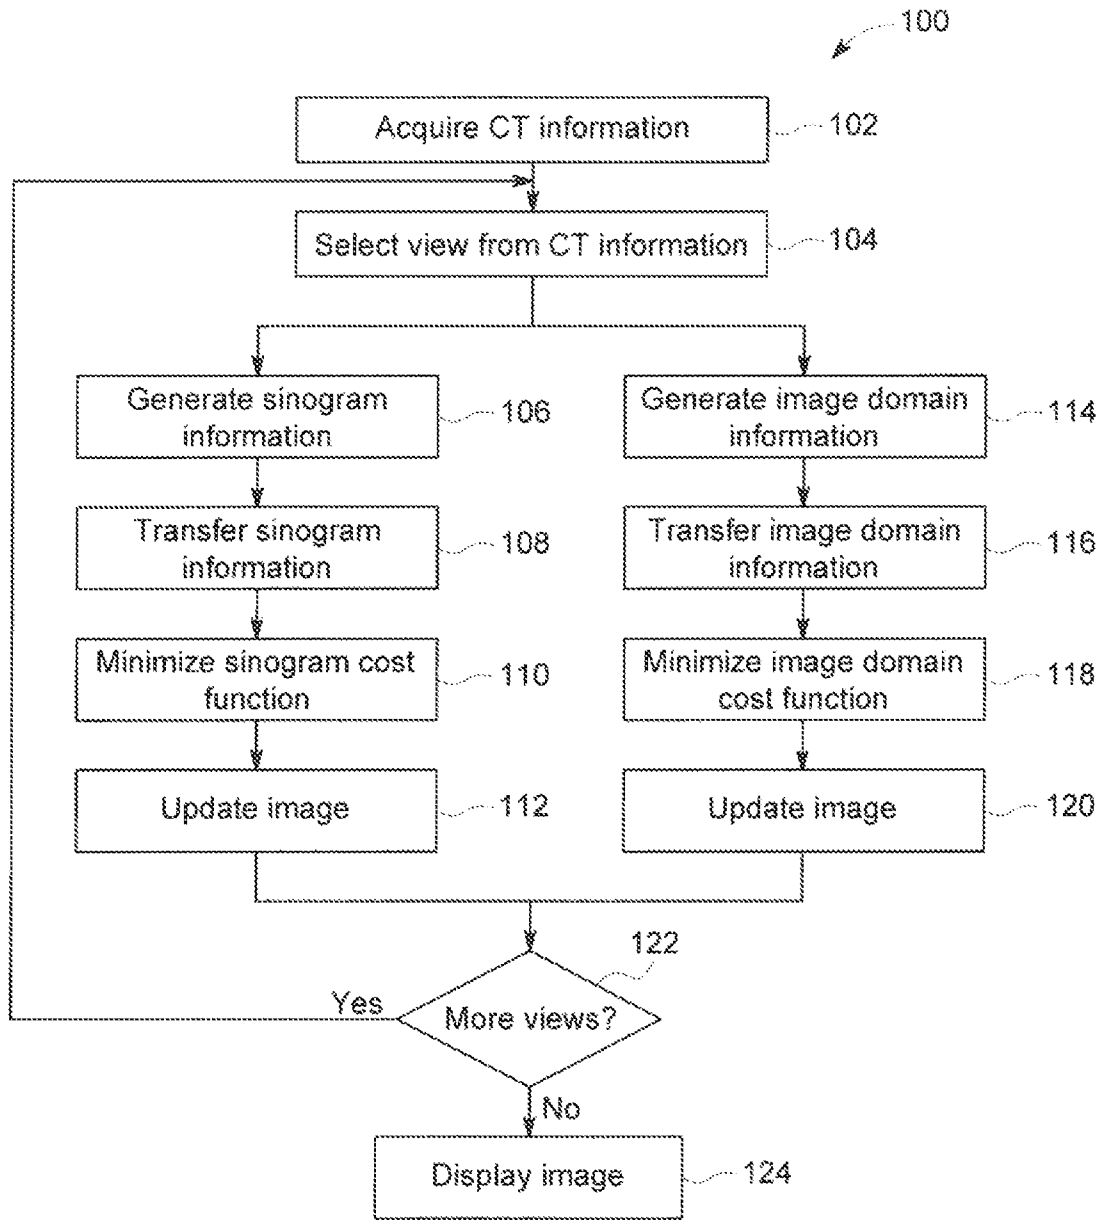 100
Acquire CT information
102
Select view from CT information
104
Generate sinogram
information
106
Generate image domain
information
114
Transfer sinogram
information
108
Transfer image domain
information
116
Minimize sinogram cost
function
110
Minimize image domain
cost function
118
Update image
112
Update image
120
122
Yes
More views?
No
Display image
124